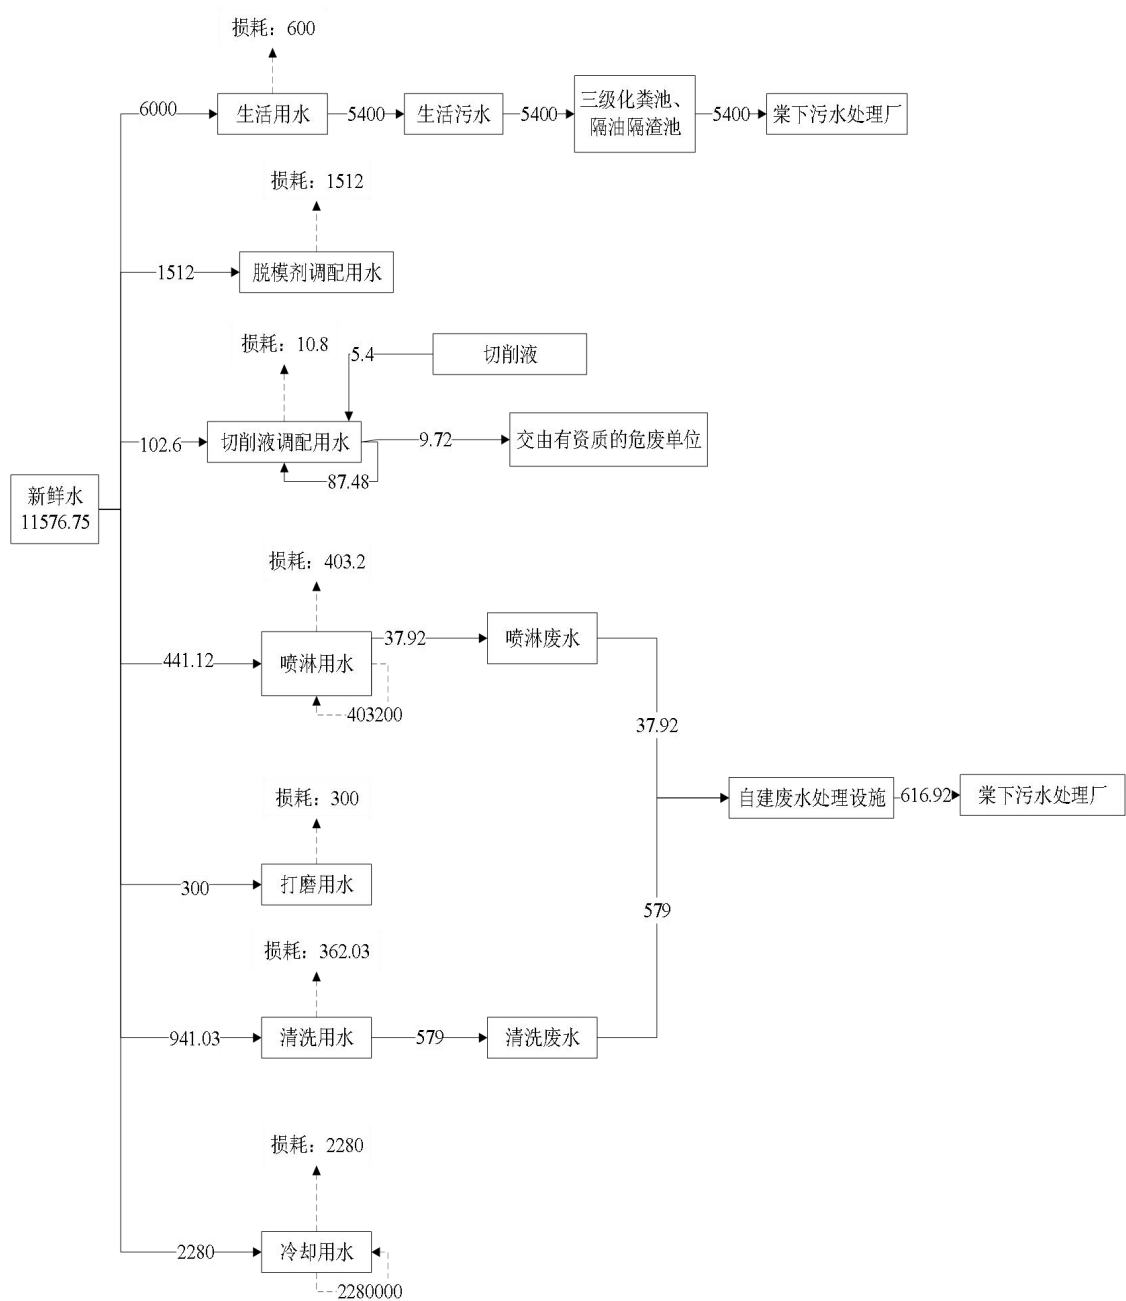 损耗：600
6000
生活用水
5400
生活污水
5400
三级化粪池、
隔油隔渣池
5400
棠下污水处理厂
损耗：1512
1512
脱模剂调配用水
损耗：10.8
5.4
切削液
102.6
切削液调配用水
9.72
交由有资质的危废单位
87.48
新鲜水
11576.75
损耗：403.2
441.12
喷淋用水
37.92
喷淋废水
403200
37.92
损耗：300
自建废水处理设施
616.92
棠下污水处理厂
300
打磨用水
579
损耗：362.03
941.03
清洗用水
579
清洗废水
损耗：2280
2280
冷却用水
2280000